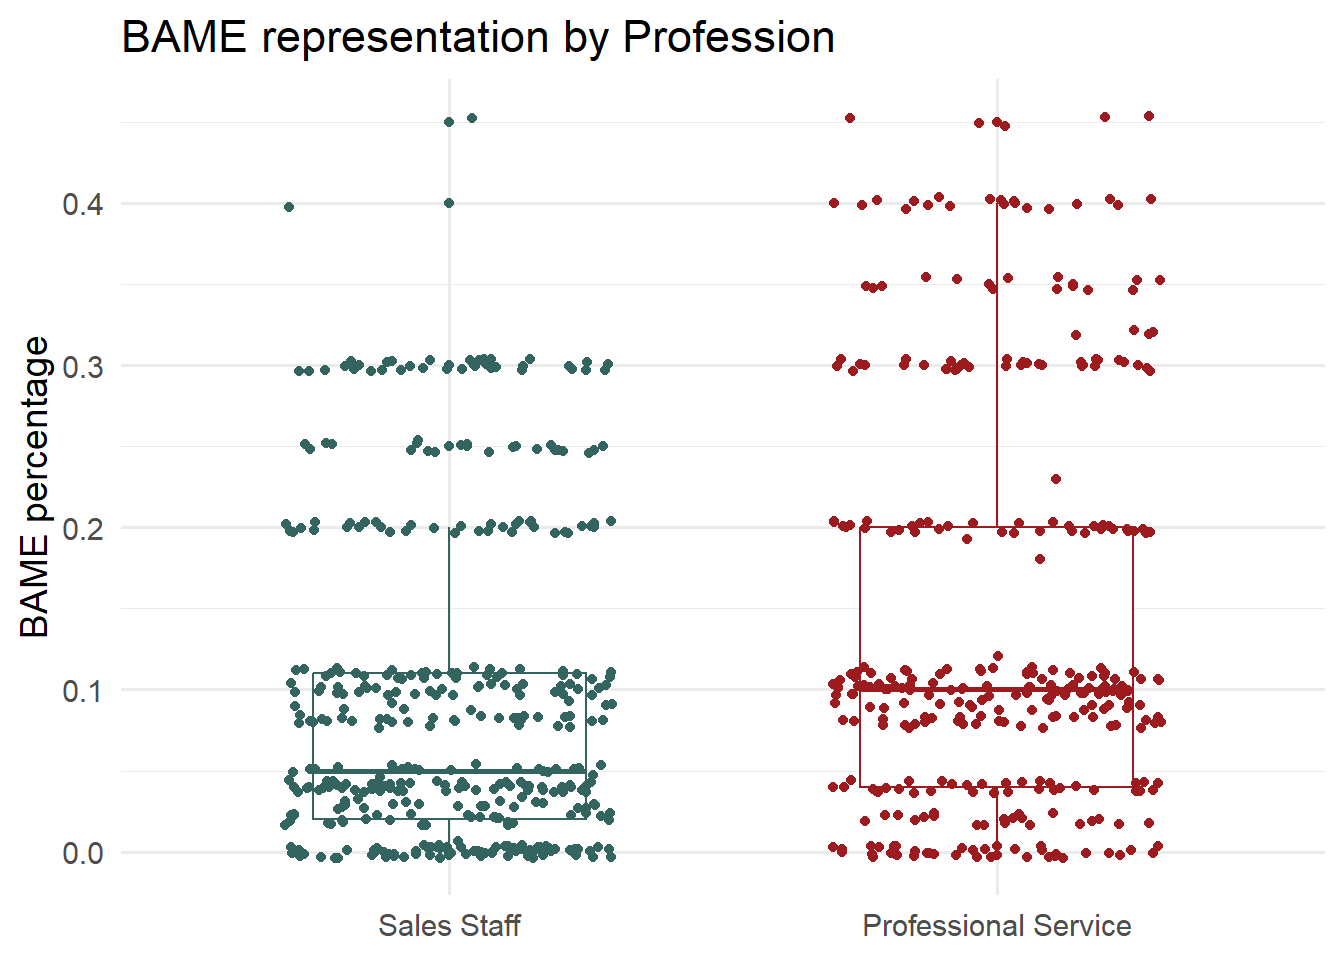 BAME representation by Profession
BAME percentage
0.4
0.3
0.2
0.1
0.0
Sales Staff
Professional Service